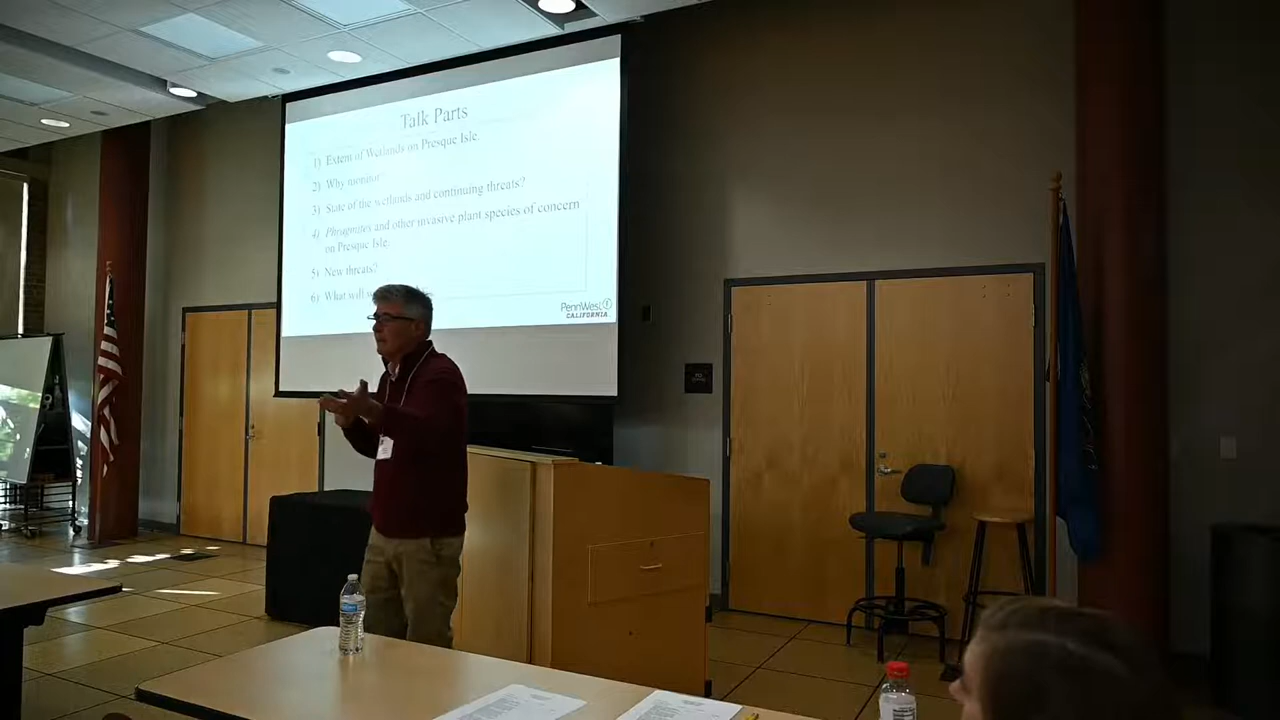 Talk Parts
1) Extent of Wetlands on Presque Isle.
2) Why monitor
3) State of the wetlands and continuing threats?
4) Phragmites and other invasive plant species of concern
on Presque Isle.
5) New threats?
6) What will
PennWest
CALIFORNIA